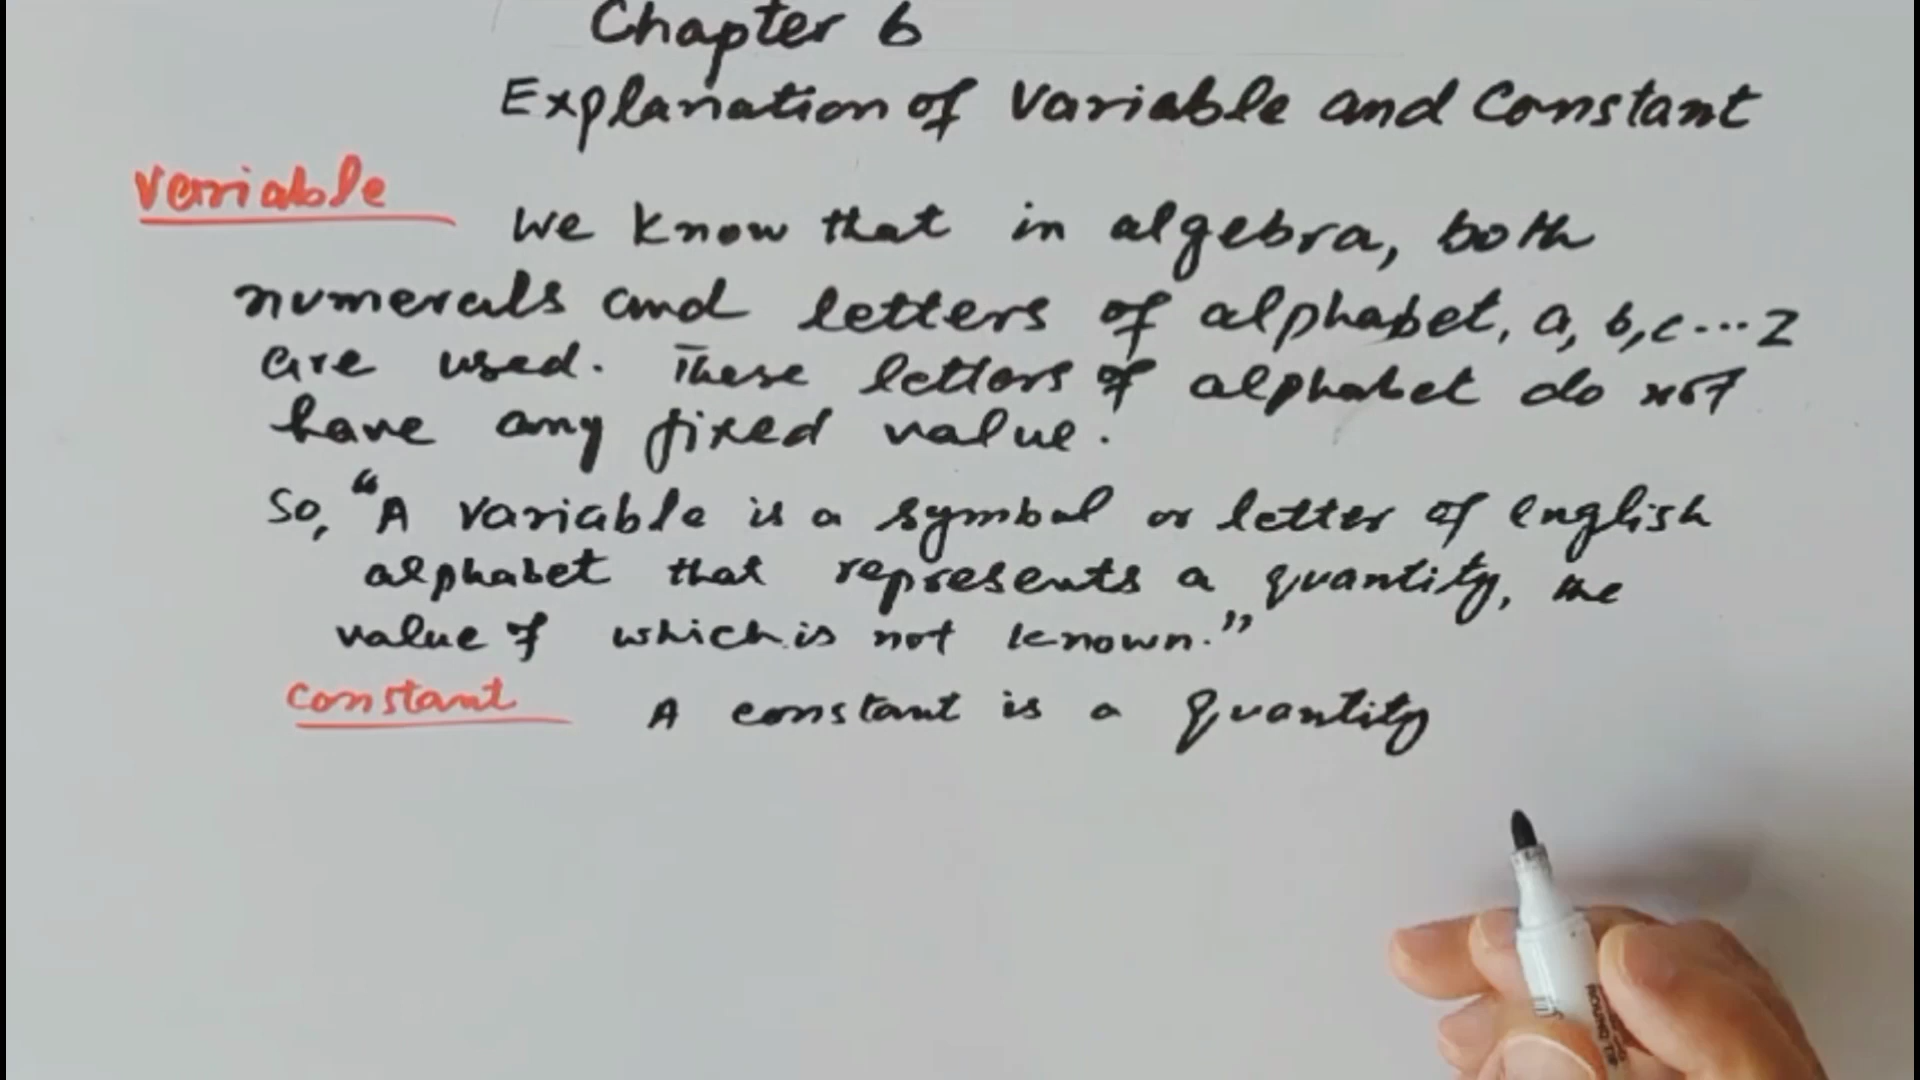 Chapter 6
Explanation of Variable and Constant
Variable
We know that in algebra, both
numerals and letters of alphabet, a, b, c ... z
are used. These letters of alphabet do not
have any fixed value.
So, "A variable is a symbol or letter of english
alphabet that represents a quantity, the
value of which is not known."
Constant A constant is a quantity
ROUND TIP